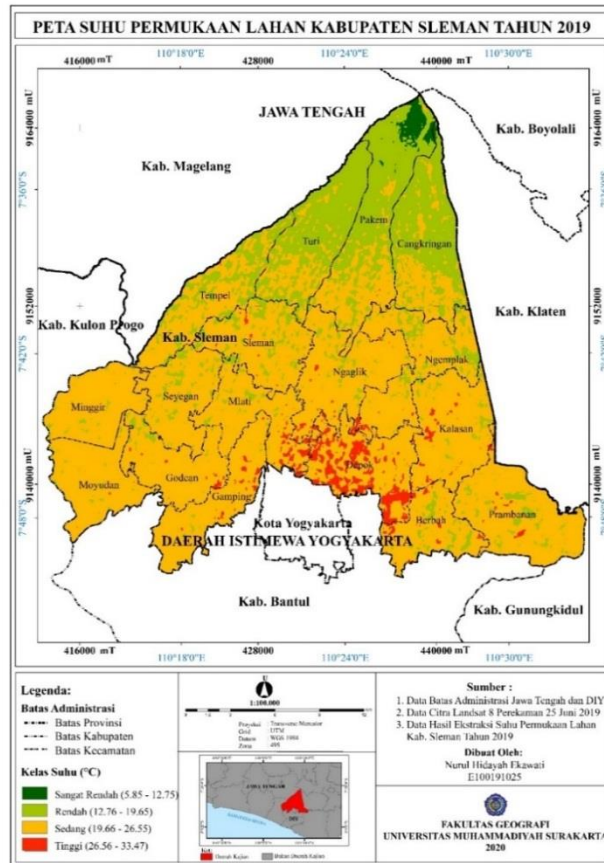 PETA SUHU PERMUKAAN LAHAN KABUPATEN SLEMAN TAHUN 2019
110°18'0"E 110°24'0"E 110°30'0"E
416000 mT 428000 440000 mT
JAWA TENGAH
Kab. Boyolali
Kab. Magelang
9164000 mU
7°36'0"S
Pakem
Turi
Cangkringan
Tempel
9152000
Kab. Kulon Progo
Kab. Sleman
Kab. Klaten
Sleman
7°42'0"S
Ngemplak
Ngaglik
Minggir
Seyegan
Mlati
Kalasan
Moyudan
Godean
Depok
9140000 mU
Gamping
Prambanan
7°48'0"S
Kota Yogyakarta
Berbah
DAERAH ISTIMEWA YOGYAKARTA
Kab. Bantul
Kab. Gunungkidul
416000 mT 428000 440000 mT
110°18'0"E 110°24'0"E 110°30'0"E
Legenda:
Batas Administrasi
Batas Provinsi
Batas Kabupaten
Batas Kecamatan
Kelas Suhu (°C)
Sangat Rendah (5.85 - 12.75)
Rendah (12.76 - 19.65)
Sedang (19.66 - 26.55)
Tinggi (26.56 - 33.47)
U
1:100.000
JAWA TENGAH
DIY
Daerah Kajian
Sumber :
1. Data Batas Administrasi Jawa Tengah dan DIY
2. Data Citra Landsat 8 Perekaman 25 Juni 2019
3. Data Hasil Ekstraksi Suhu Permukaan Lahan
Kab. Sleman Tahun 2019
Dibuat Oleh:
Nurul Hidayah Ekawati
E100191025
FAKULTAS GEOGRAFI
UNIVERSITAS MUHAMMADIYAH SURAKARTA
2020